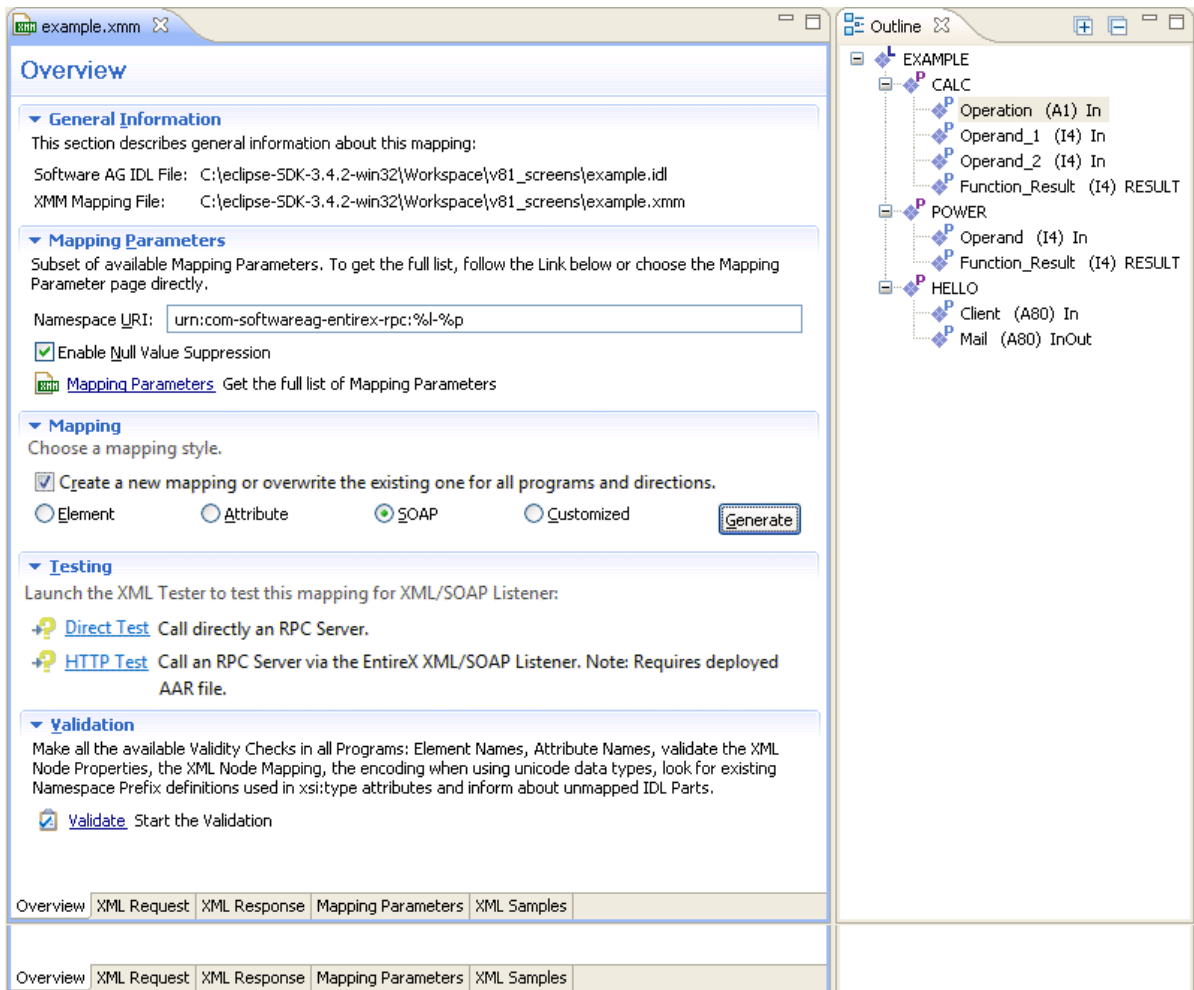 example.xmm
Overview
General Information
This section describes general information about this mapping:
Software AG IDL File: C:\eclipse-SDK-3.4.2-win32\Workspace\v81_screens\example.idl
XMM Mapping File: C:\eclipse-SDK-3.4.2-win32\Workspace\v81_screens\example.xmm
Mapping Parameters
Subset of available Mapping Parameters. To get the full list, follow the Link below or choose the Mapping
Parameter page directly.
Namespace URI: urn:com-softwareag-entirex-rpc:%l-%p
Enable Null Value Suppression
XMM Mapping Parameters Get the full list of Mapping Parameters
Mapping
Choose a mapping style.
Create a new mapping or overwrite the existing one for all programs and directions.
Element Attribute SOAP Customized Generate
Testing
Launch the XML Tester to test this mapping for XML/SOAP Listener:
Direct Test Call directly an RPC Server.
HTTP Test Call an RPC Server via the EntireX XML/SOAP Listener. Note: Requires deployed
AAR file.
Validation
Make all the available Validity Checks in all Programs: Element Names, Attribute Names, validate the XML
Node Properties, the XML Node Mapping, the encoding when using unicode data types, look for existing
Namespace Prefix definitions used in xsi:type attributes and inform about unmapped IDL Parts.
Validate Start the Validation
Overview XML Request XML Response Mapping Parameters XML Samples
Overview XML Request XML Response Mapping Parameters XML Samples
Outline
L EXAMPLE
P CALC
P Operation (A1) In
P Operand_1 (I4) In
P Operand_2 (I4) In
P Function_Result (I4) RESULT
P POWER
P Operand (I4) In
P Function_Result (I4) RESULT
P HELLO
P Client (A80) In
P Mail (A80) InOut